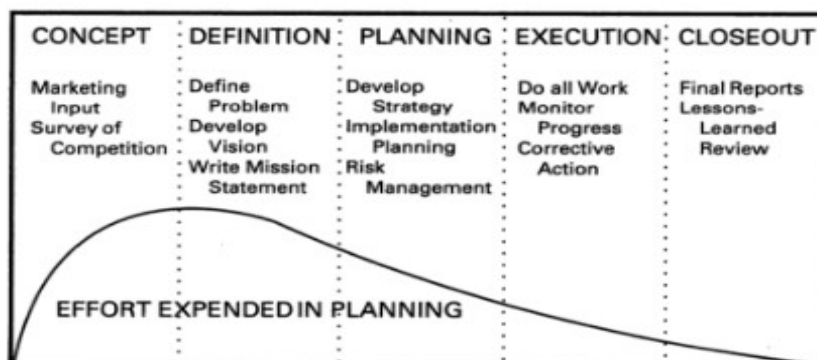 CONCEPT
Marketing
Input
Survey of
Competition
DEFINITION
Define
Problem
Develop
Vision
Write Mission
Statement
PLANNING
Develop
Strategy
Implementation
Planning
Risk
Management
EXECUTION
Do all Work
Monitor
Progress
Corrective
Action
CLOSEOUT
Final Reports
Lessons-
Learned
Review
EFFORT EXPENDED IN PLANNING